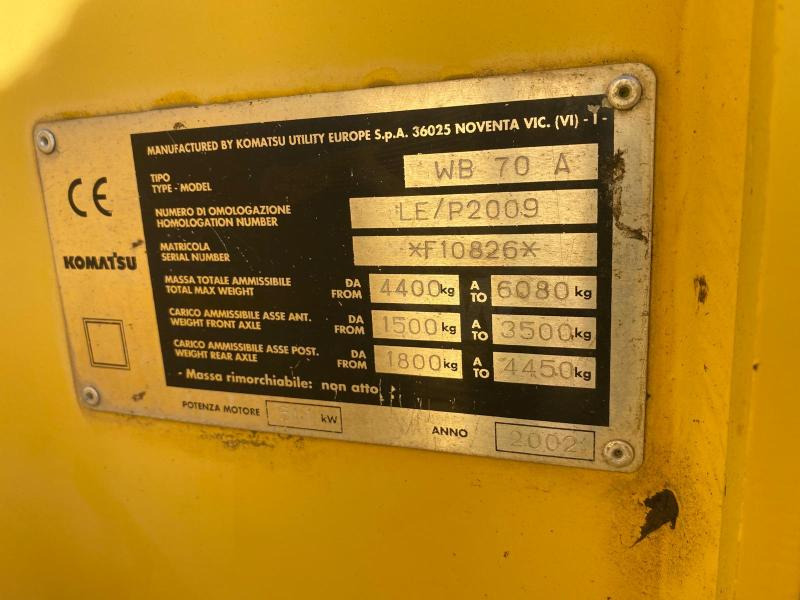 MANUFACTURED BY KOMATSU UTILITY EUROPE S.p.A. 36025 NOVENTA VIC. (VI) - I -
CE
KOMATSU
TIPO
TYPE - MODEL WB 70 A
NUMERO DI OMOLOGAZIONE
HOMOLOGATION NUMBER LE/P2009
MATRICOLA
SERIAL NUMBER *F10826*
MASSA TOTALE AMMISSIBILE DA A
TOTAL MAX WEIGHT FROM 4400 kg TO 6080 kg
CARICO AMMISSIBILE ASSE ANT. DA A
WEIGHT FRONT AXLE FROM 1500 kg TO 3500 kg
CARICO AMMISSIBILE ASSE POST. DA A
WEIGHT REAR AXLE FROM 1800 kg TO 4450 kg
- Massa rimorchiabile: non atto
POTENZA MOTORE kW ANNO 2002